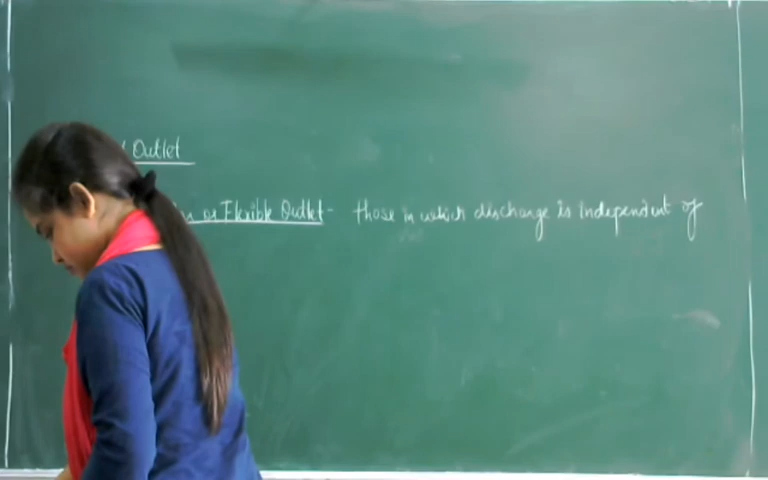 Outlet
or Flexible Outlet - those in which discharge is independent of